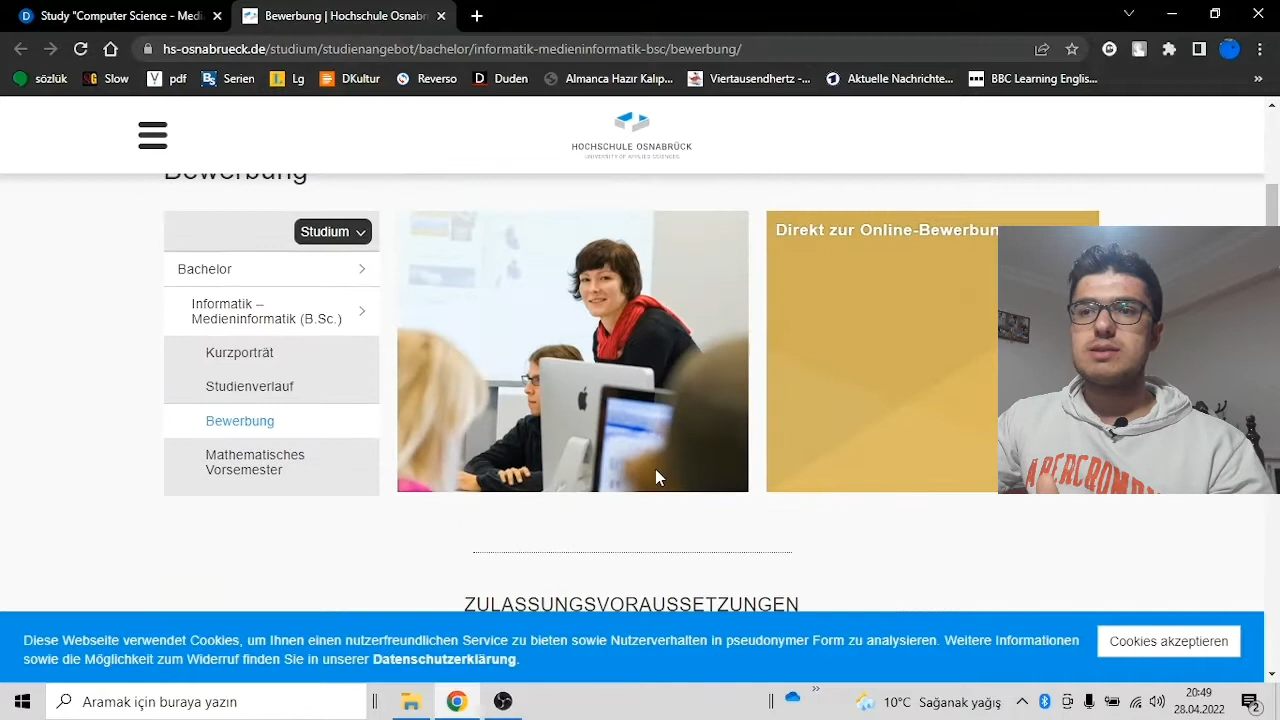 Study "Computer Science - Medi
Bewerbung | Hochschule Osnabr
hs-osnabrueck.de/studium/studienangebot/bachelor/informatik-medieninformatik-bsc/bewerbung/
sözlük
Slow
pdf
Serien
Lg
DKultur
Reverso
Duden
Almanca Hazır Kalıp...
Vertausendhertz -...
Aktuelle Nachrichte...
BBC Learning Englis...
HOCHSCHULE OSNABRÜCK
UNIVERSITY OF APPLIED SCIENCES
Bewerbung
Studium
Direkt zur Online-Bewerbun
Bachelor
Informatik –
Medieninformatik (B.Sc.)
Kurzporträt
Studienverlauf
Bewerbung
Mathematisches
Vorsemester
ZULASSUNGSVORAUSSETZUNGEN
Diese Webseite verwendet Cookies, um Ihnen einen nutzerfreundlichen Service zu bieten sowie Nutzerverhalten in pseudonymer Form zu analysieren. Weitere Informationen
sowie die Möglichkeit zum Widerruf finden Sie in unserer Datenschutzerklärung.
Cookies akzeptieren
Aramak için buraya yazın
10°C Sağanak yağış
20:49
28.04.2022
2